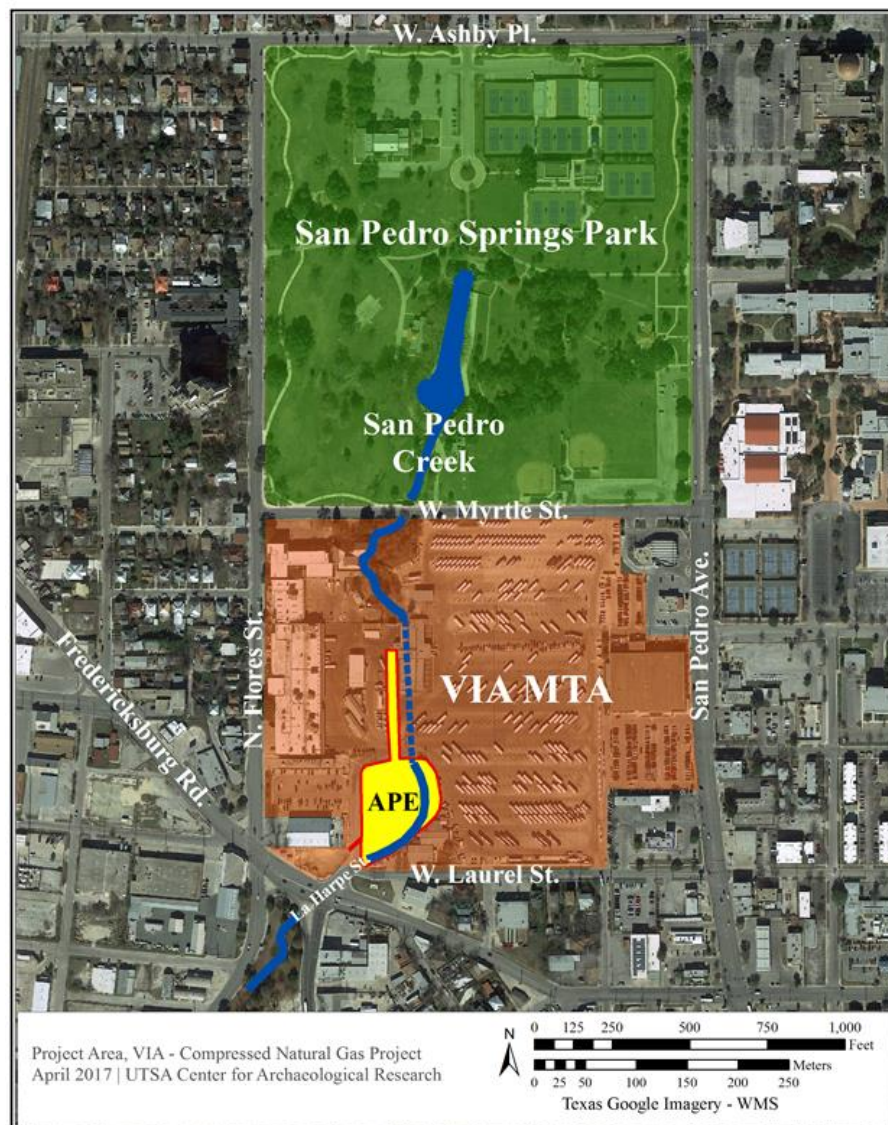 W. Ashby Pl.
San Pedro Springs Park
San Pedro
Creek
W. Myrtle St.
San Pedro Ave.
N. Flores St.
Fredericksburg Rd.
VIA MTA
APE
La Harpe St.
W. Laurel St.
Project Area, VIA - Compressed Natural Gas Project
April 2017 | UTSA Center for Archaeological Research
N
0 125 250 500 750 1,000
Feet
Meters
0 25 50 100 150 200 250
Texas Google Imagery - WMS